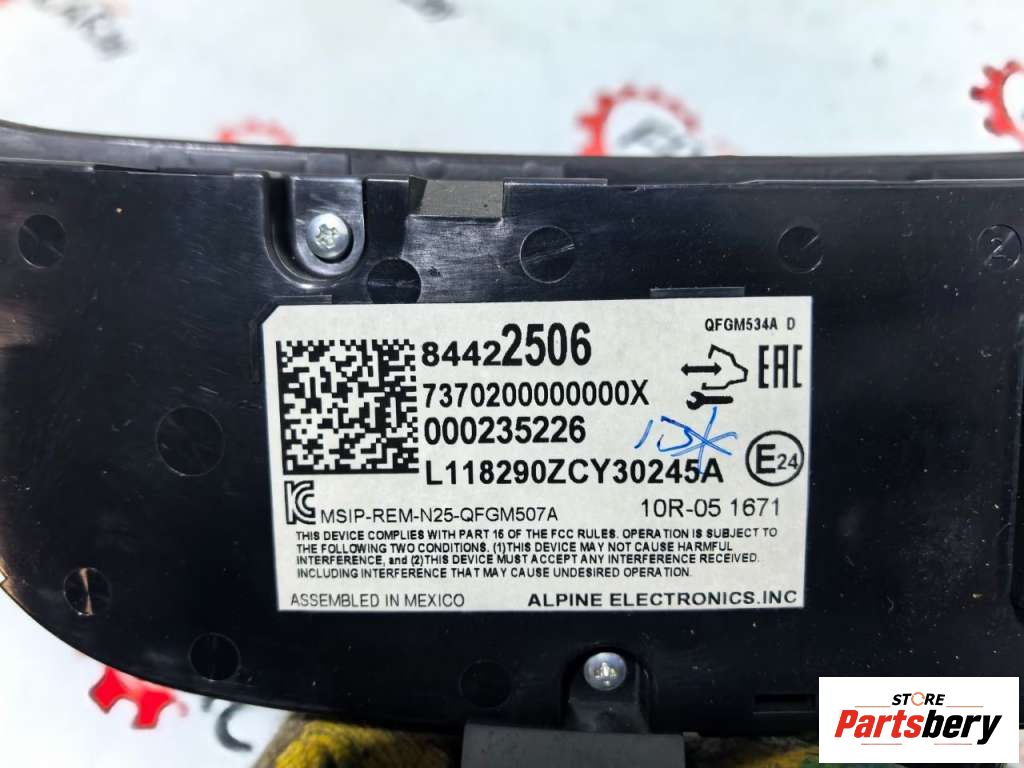 2
QFGM534A D
84422506
7370200000000X
EAC
000235226
L118290ZCY30245A
E24
MSIP-REM-N25-QFGM507A
10R-05 1671
THIS DEVICE COMPLIES WITH PART 15 OF THE FCC RULES. OPERATION IS SUBJECT TO
THE FOLLOWING TWO CONDITIONS. (1)THIS DEVICE MAY NOT CAUSE HARMFUL
INTERFERENCE, and (2)THIS DEVICE MUST ACCEPT ANY INTERFERENCE RECEIVED.
INCLUDING INTERFERENCE THAT MAY CAUSE UNDESIRED OPERATION.
ASSEMBLED IN MEXICO
ALPINE ELECTRONICS.INC
STORE
Partsbery